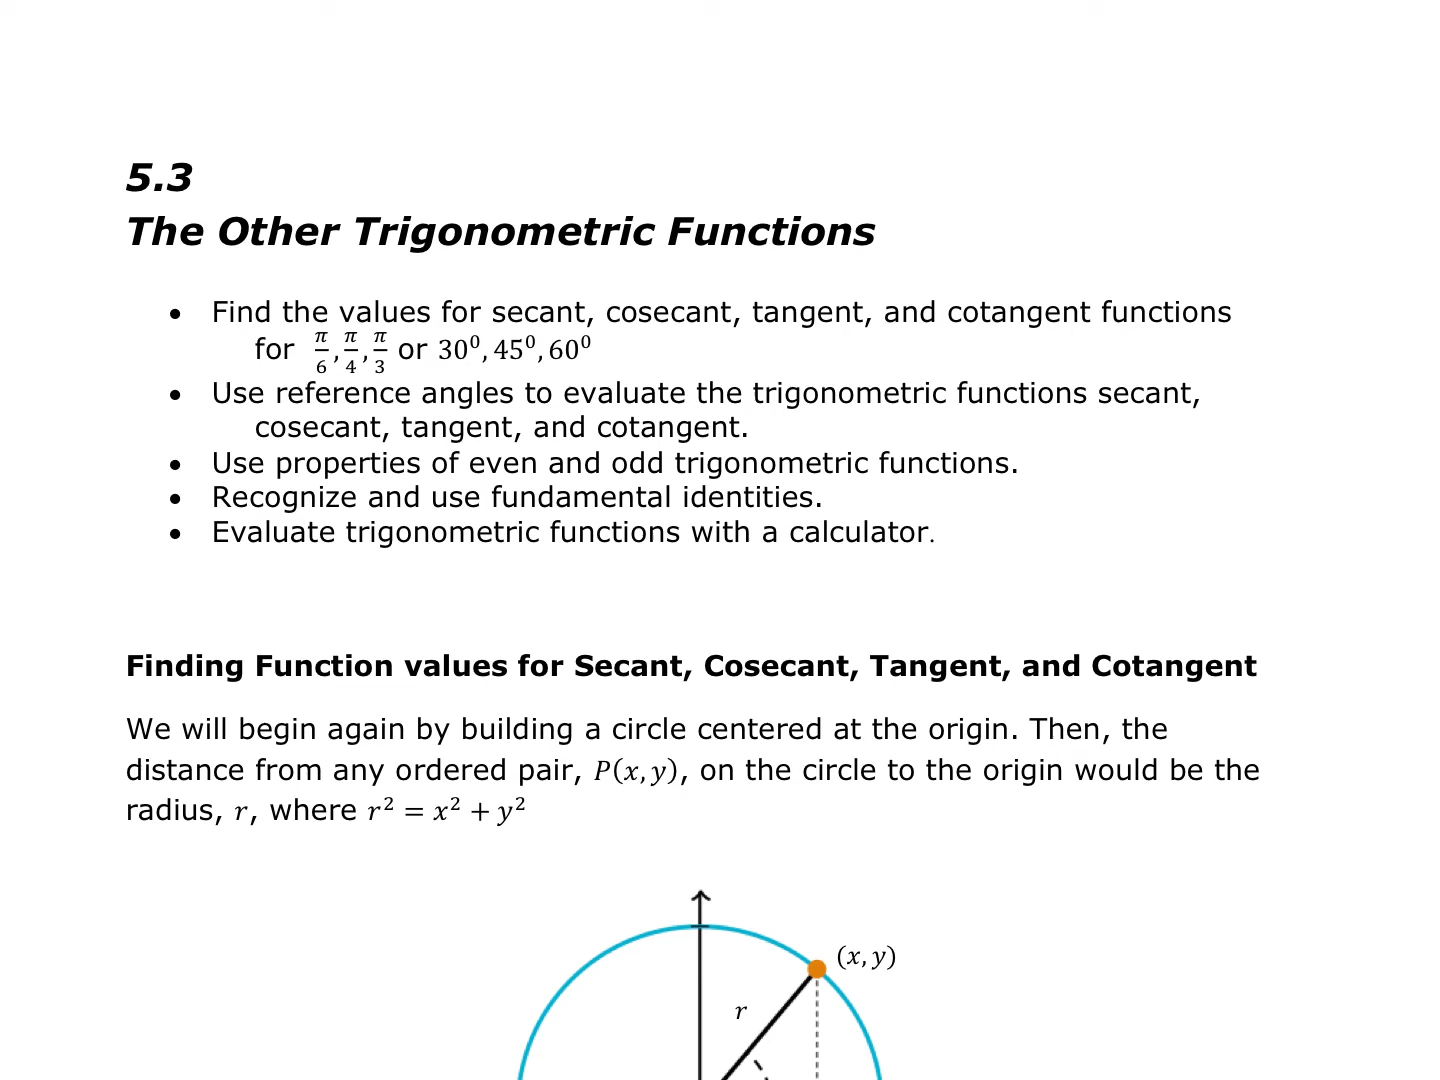 5.3
The Other Trigonometric Functions
• Find the values for secant, cosecant, tangent, and cotangent functions
for π/6, π/4, π/3 or 30⁰, 45⁰, 60⁰
• Use reference angles to evaluate the trigonometric functions secant,
cosecant, tangent, and cotangent.
• Use properties of even and odd trigonometric functions.
• Recognize and use fundamental identities.
• Evaluate trigonometric functions with a calculator.
Finding Function values for Secant, Cosecant, Tangent, and Cotangent
We will begin again by building a circle centered at the origin. Then, the
distance from any ordered pair, P(x, y), on the circle to the origin would be the
radius, r, where r² = x² + y²
(x, y)
r